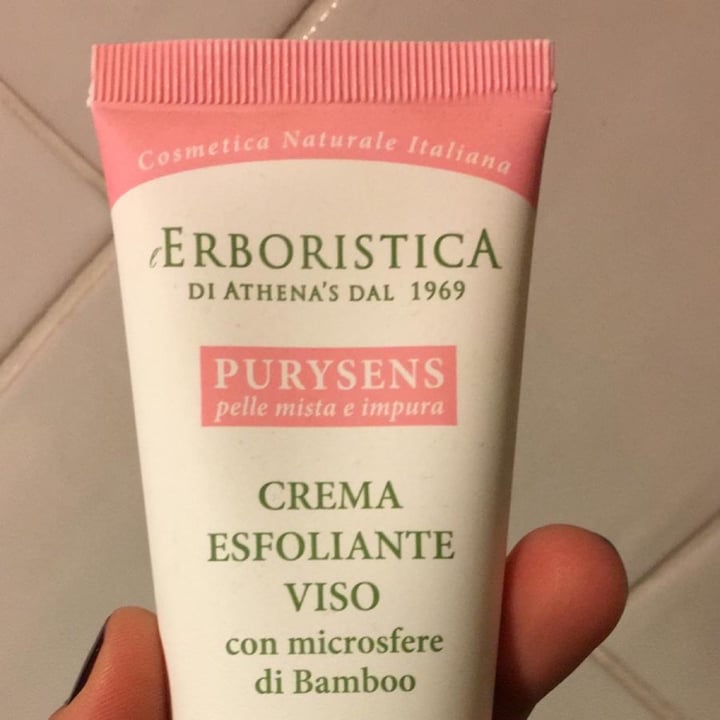 Cosmetica Naturale Italiana
l'ERBORISTICA
DI ATHENA'S DAL 1969
PURYSENS
pelle mista e impura
CREMA
ESFOLIANTE
VISO
con microsfere
di Bamboo